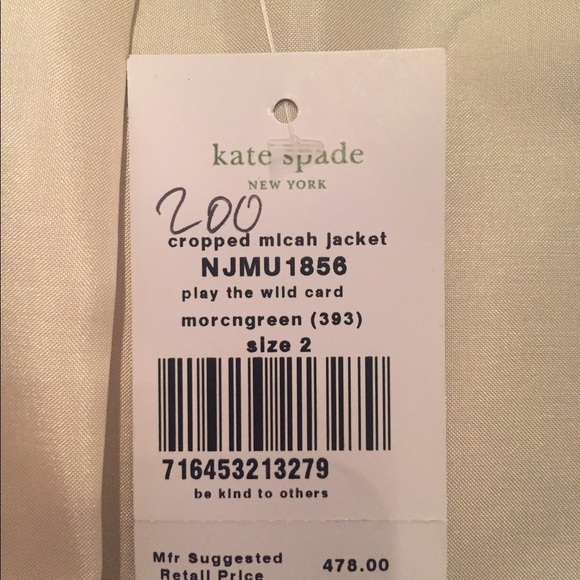 kate spade
NEW YORK
200
cropped micah jacket
NJMU1856
play the wild card
morcngreen (393)
size 2
716453213279
be kind to others
Mfr Suggested
Retail Price
478.00